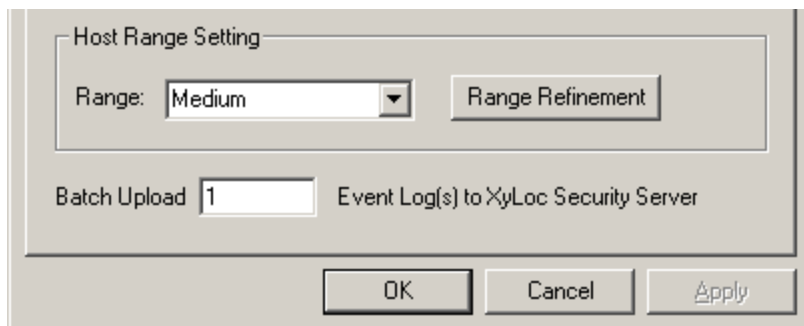 Host Range Setting
Range: Medium Range Refinement
Batch Upload 1 Event Log(s) to XyLoc Security Server
OK Cancel Apply